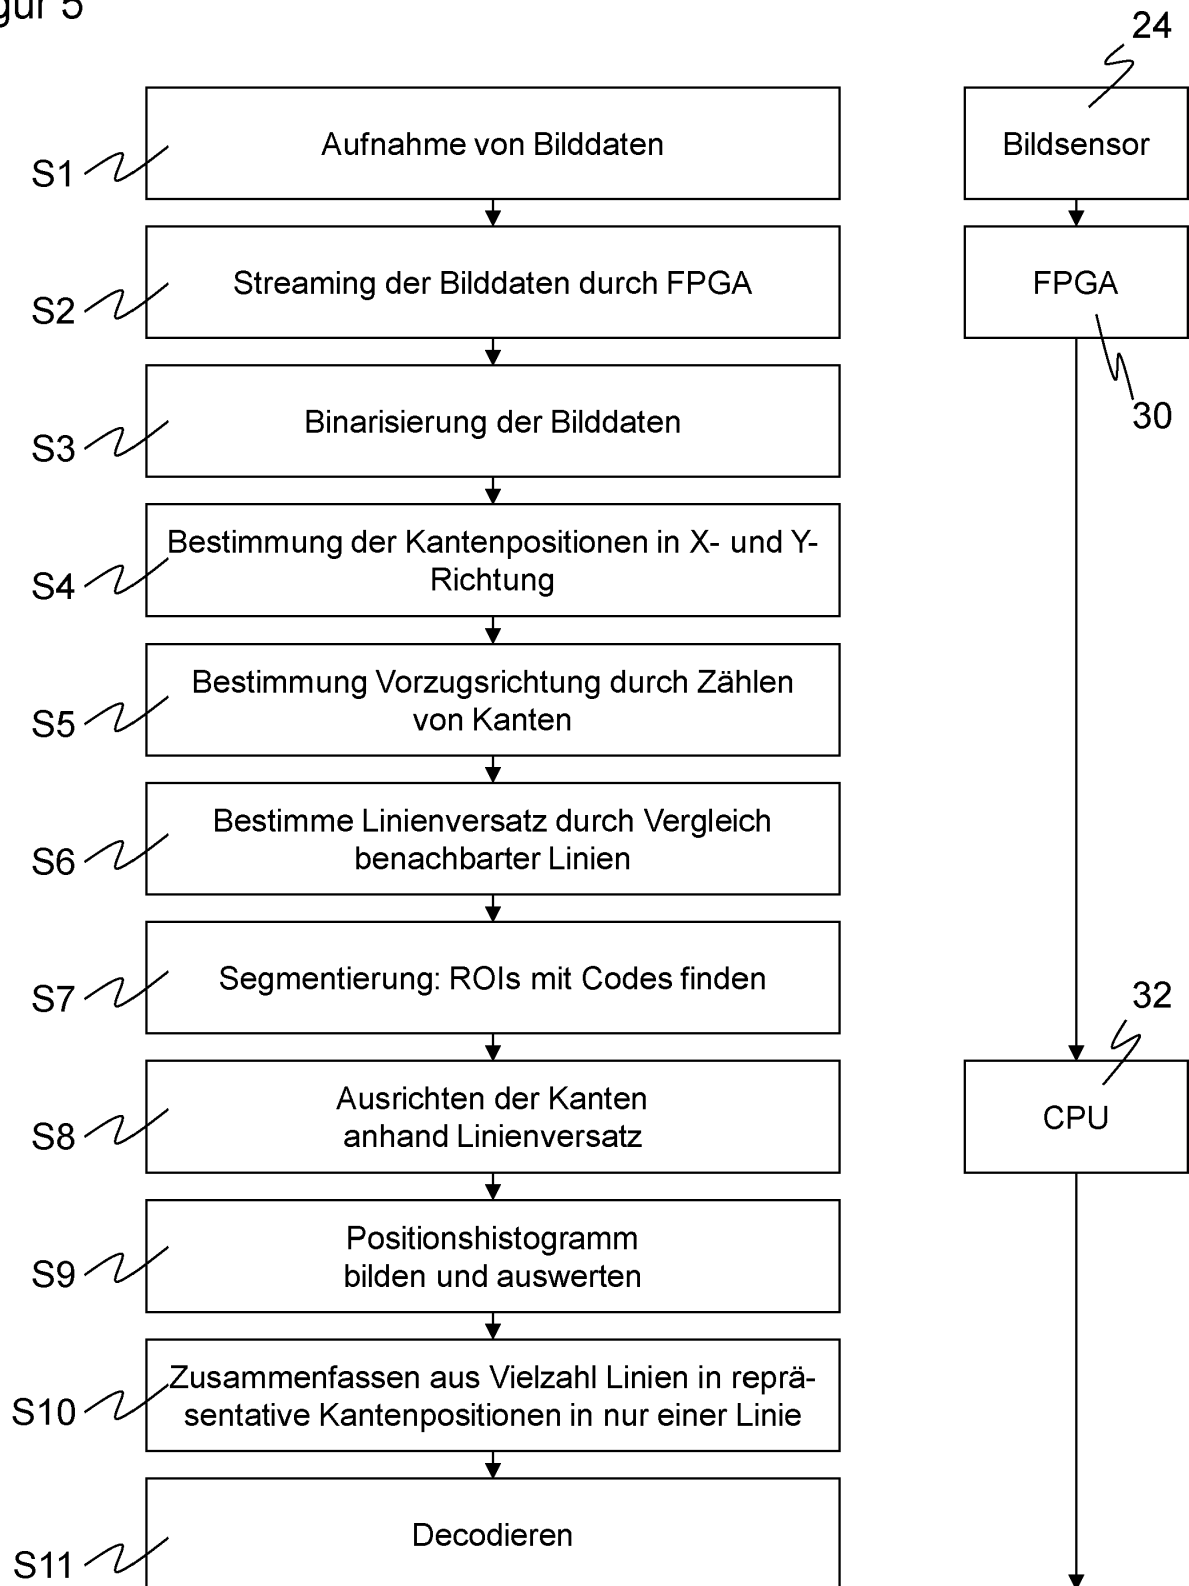 gur 5
24
Aufnahme von Bilddaten
Bildsensor
S1
Streaming der Bilddaten durch FPGA
FPGA
S2
Binarisierung der Bilddaten
30
S3
Bestimmung der Kantenpositionen in X- und Y-
Richtung
S4
Bestimmung Vorzugsrichtung durch Zählen
von Kanten
S5
Bestimme Linienversatz durch Vergleich
benachbarter Linien
S6
Segmentierung: ROIs mit Codes finden
S7
32
Ausrichten der Kanten
anhand Linienversatz
CPU
S8
Positionshistogramm
bilden und auswerten
S9
Zusammenfassen aus Vielzahl Linien in reprä-
sentative Kantenpositionen in nur einer Linie
S10
Decodieren
S11